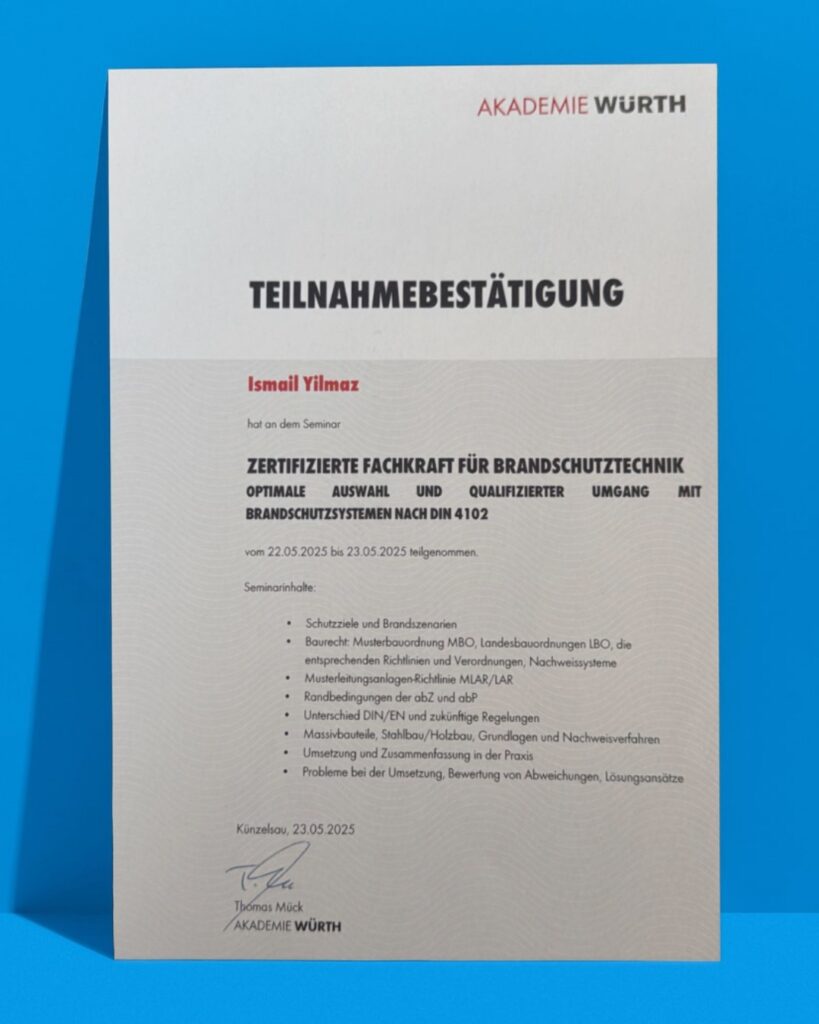 AKADEMIE WÜRTH
TEILNAHMEBESTÄTIGUNG
Ismail Yilmaz
hat an dem Seminar
ZERTIFIZIERTE FACHKRAFT FÜR BRANDSCHUTZTECHNIK
OPTIMALE AUSWAHL UND QUALIFIZIERTER UMGANG MIT
BRANDSCHUTZSYSTEMEN NACH DIN 4102
vom 22.05.2025 bis 23.05.2025 teilgenommen.
Seminarinhalte:
• Schutzziele und Brandszenarien
• Baurecht: Musterbauordnung MBO, Landesbauordnungen LBO, die
entsprechenden Richtlinien und Verordnungen, Nachweissysteme
• Musterleitungsanlagen-Richtlinie MLAR/LAR
• Randbedingungen der abZ und abP
• Unterschied DIN/EN und zukünftige Regelungen
• Massivbauteile, Stahlbau/Holzbau, Grundlagen und Nachweisverfahren
• Umsetzung und Zusammenfassung in der Praxis
• Probleme bei der Umsetzung, Bewertung von Abweichungen, Lösungsansätze
Künzelsau, 23.05.2025
Thomas Mück
AKADEMIE WÜRTH